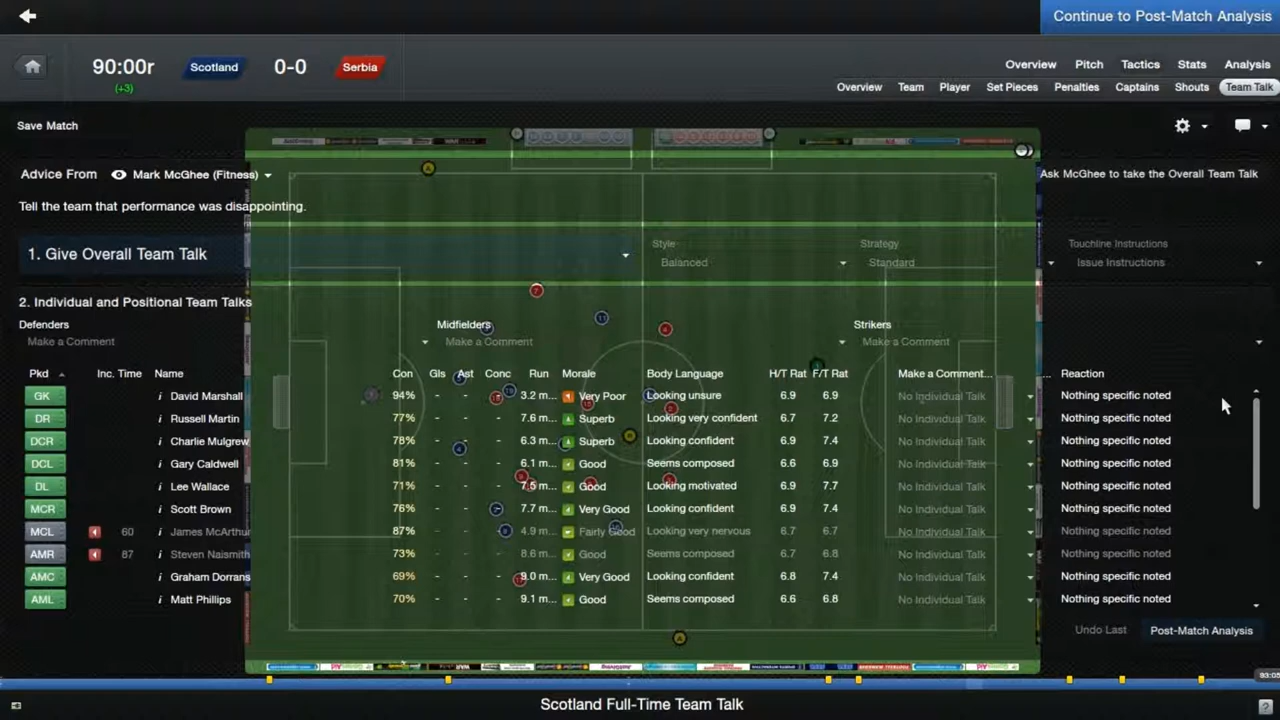 Continue to Post-Match Analysis
90:00r Scotland 0-0 Serbia
(+3)
Overview Pitch Tactics Stats Analysis
Overview Team Player Set Pieces Penalties Captains Shouts Team Talk
Save Match
Advice From Mark McGhee (Fitness)
Ask McGhee to take the Overall Team Talk
Tell the team that performance was disappointing.
1. Give Overall Team Talk
Style Strategy Touchline Instructions
Balanced Standard Issue Instructions
2. Individual and Positional Team Talks
Defenders Midfielders Strikers
Make a Comment Make a Comment Make a Comment
Pkd Inc. Time Name Con Gls Ast Conc Run Morale Body Language H/T Rat F/T Rat Make a Comment... Reaction
GK i David Marshall 94% - - - 3.2 m... Very Poor Looking unsure 6.9 6.9 No Individual Talk Nothing specific noted
DR i Russell Martin 77% - - - 7.6 m... Superb Looking very confident 6.7 7.2 No Individual Talk Nothing specific noted
DCR i Charlie Mulgrew 78% - - - 6.3 m... Superb Looking confident 6.9 7.4 No Individual Talk Nothing specific noted
DCL i Gary Caldwell 81% - - - 6.1 m... Good Seems composed 6.6 6.9 No Individual Talk Nothing specific noted
DL i Lee Wallace 71% - - - 7.5 m... Good Looking motivated 6.9 7.7 No Individual Talk Nothing specific noted
MCR i Scott Brown 76% - - - 7.7 m... Very Good Looking confident 6.9 7.4 No Individual Talk Nothing specific noted
MCL 60 i James McArthur 87% - - - 4.9 m... Fairly Good Looking very nervous 6.7 6.7 No Individual Talk Nothing specific noted
AMR 87 i Steven Naismith 73% - - - 8.6 m... Good Seems composed 6.7 6.8 No Individual Talk Nothing specific noted
AMC i Graham Dorrans 69% - - - 9.0 m... Very Good Looking confident 6.8 7.4 No Individual Talk Nothing specific noted
AML i Matt Phillips 70% - - - 9.1 m... Good Seems composed 6.6 6.8 No Individual Talk Nothing specific noted
Undo Last Post-Match Analysis
Scotland Full-Time Team Talk